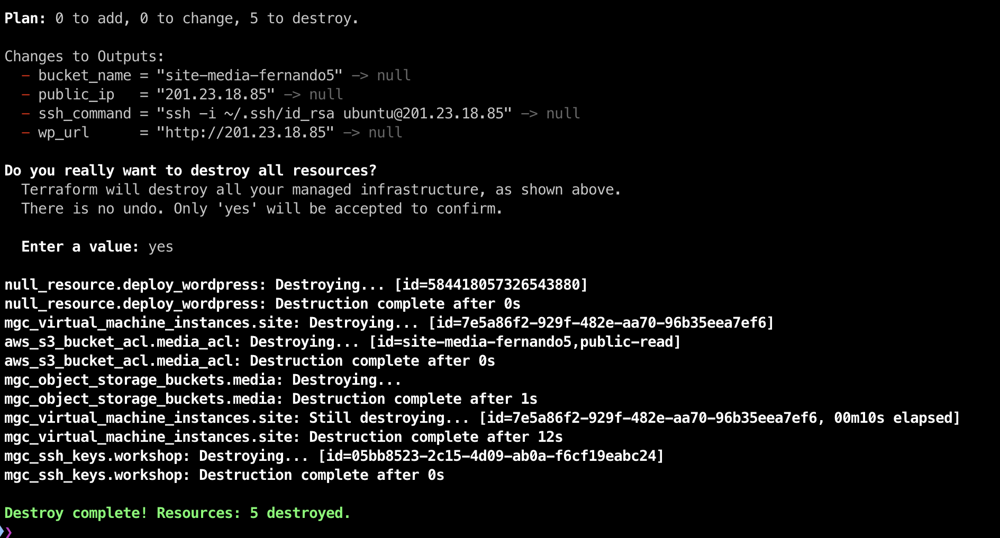 Plan: 0 to add, 0 to change, 5 to destroy.
Changes to Outputs:
- bucket_name = "site-media-fernando5" -> null
- public_ip   = "201.23.18.85" -> null
- ssh_command = "ssh -i ~/.ssh/id_rsa ubuntu@201.23.18.85" -> null
- wp_url      = "http://201.23.18.85" -> null
Do you really want to destroy all resources?
Terraform will destroy all your managed infrastructure, as shown above.
There is no undo. Only 'yes' will be accepted to confirm.
Enter a value: yes
null_resource.deploy_wordpress: Destroying... [id=584418057326543880]
null_resource.deploy_wordpress: Destruction complete after 0s
mgc_virtual_machine_instances.site: Destroying... [id=7e5a86f2-929f-482e-aa70-96b35eea7ef6]
aws_s3_bucket_acl.media_acl: Destroying... [id=site-media-fernando5,public-read]
aws_s3_bucket_acl.media_acl: Destruction complete after 0s
mgc_object_storage_buckets.media: Destroying...
mgc_object_storage_buckets.media: Destruction complete after 1s
mgc_virtual_machine_instances.site: Still destroying... [id=7e5a86f2-929f-482e-aa70-96b35eea7ef6, 00m10s elapsed]
mgc_virtual_machine_instances.site: Destruction complete after 12s
mgc_ssh_keys.workshop: Destroying... [id=05bb8523-2c15-4d09-ab0a-f6cf19eabc24]
mgc_ssh_keys.workshop: Destruction complete after 0s
Destroy complete! Resources: 5 destroyed.
❯